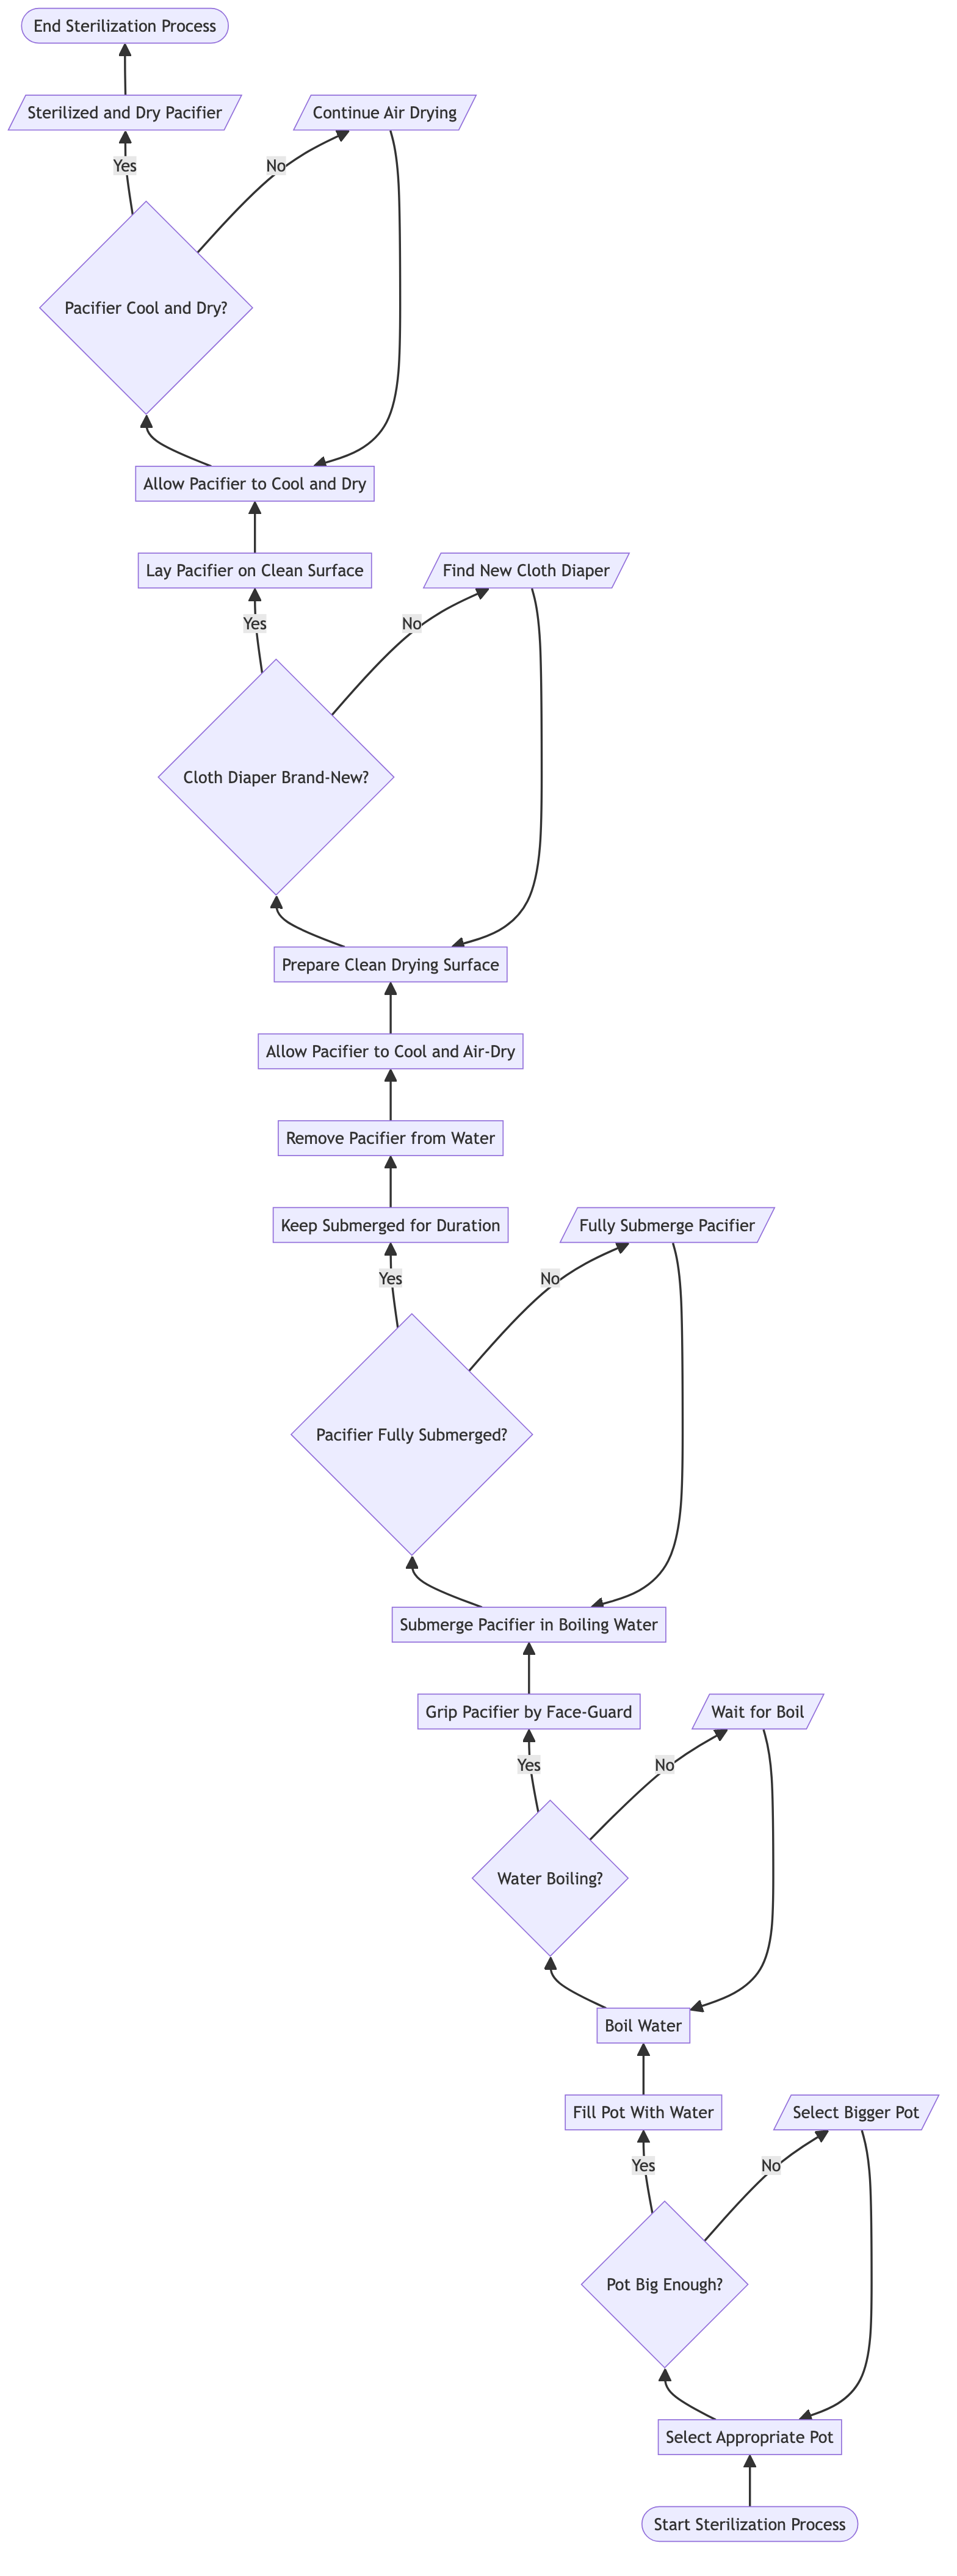 End Sterilization Process
Sterilized and Dry Pacifier
Continue Air Drying
Yes
No
Pacifier Cool and Dry?
Allow Pacifier to Cool and Dry
Lay Pacifier on Clean Surface
Find New Cloth Diaper
Yes
No
Cloth Diaper Brand-New?
Prepare Clean Drying Surface
Allow Pacifier to Cool and Air-Dry
Remove Pacifier from Water
Keep Submerged for Duration
Fully Submerge Pacifier
Yes
No
Pacifier Fully Submerged?
Submerge Pacifier in Boiling Water
Grip Pacifier by Face-Guard
Wait for Boil
Yes
No
Water Boiling?
Boil Water
Fill Pot With Water
Select Bigger Pot
Yes
No
Pot Big Enough?
Select Appropriate Pot
Start Sterilization Process